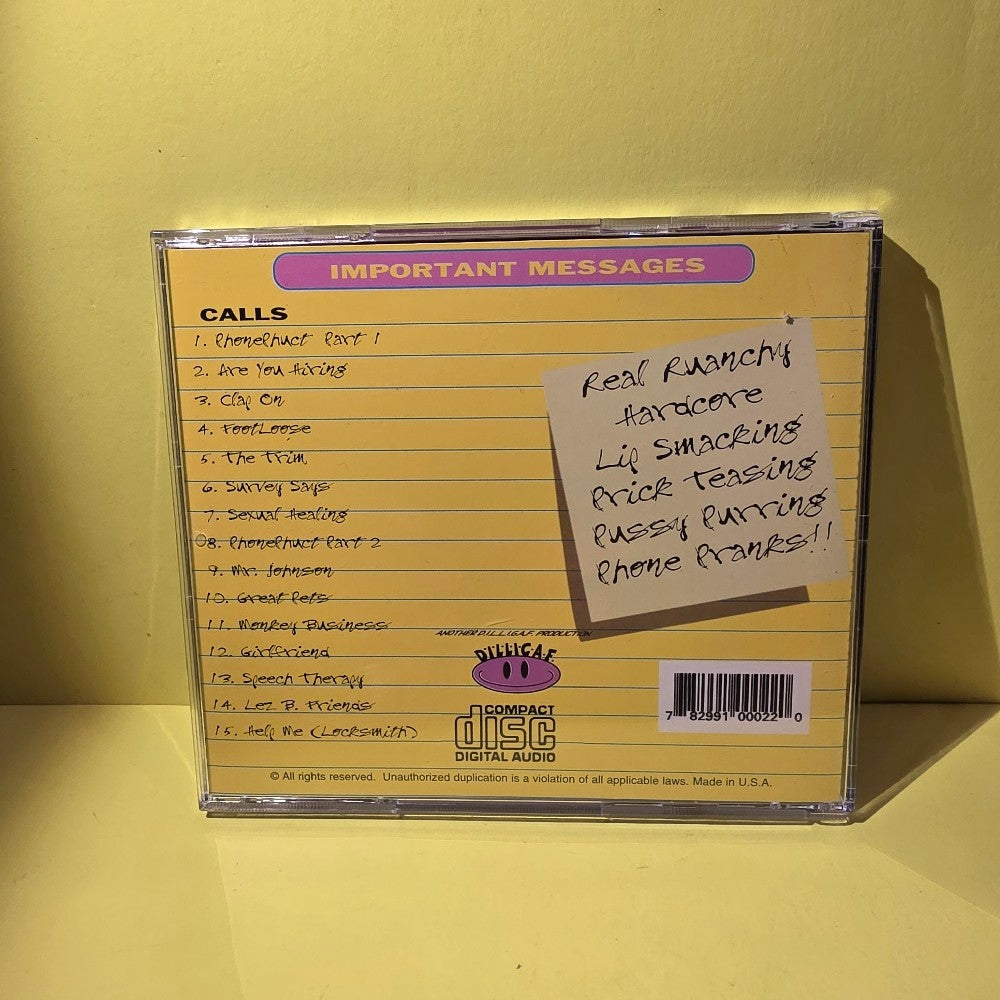 IMPORTANT MESSAGES
CALLS
1. PhonePhuct Part 1
2. Are You Hiring
3. Clap On
4. FootLoose
5. The Trim
6. Survey Says
7. Sexual Healing
8. PhonePhuct Part 2
9. Mr. Johnson
10. Great Pets
11. Monkey Business
12. Girlfriend
13. Speech Therapy
14. Lez B. Friends
15. Help Me (Locksmith)
Real Ruanchy
Hardcore
Lip Smacking
Prick Teasing
Pussy Purring
Phone Pranks!!
ANOTHER D.I.L.L.I.G.A.F. PRODUCTION
D.I.L.L.I.G.A.F.
COMPACT
disc
DIGITAL AUDIO
7 82991 00022 0
© All rights reserved. Unauthorized duplication is a violation of all applicable laws. Made in U.S.A.